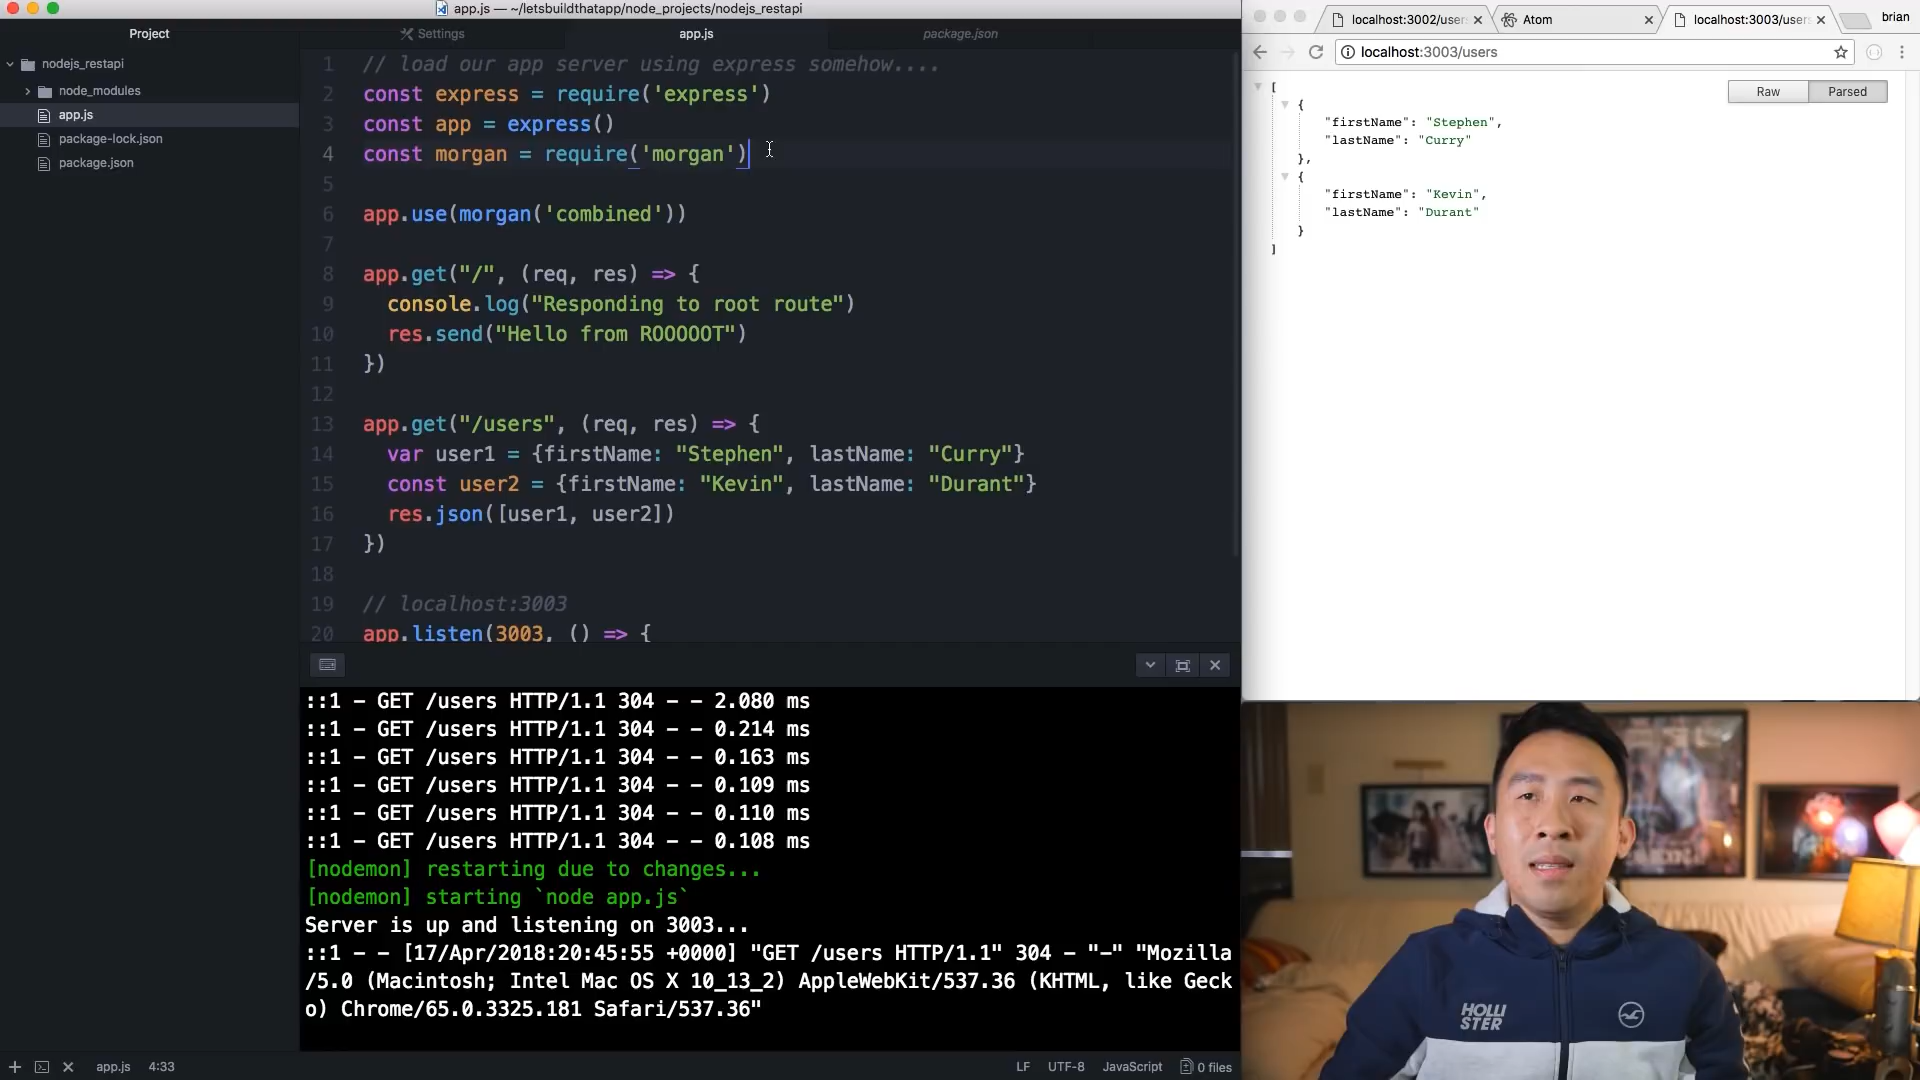 app.js — ~/letsbuildthatapp/node_projects/nodejs_restapi
Project
nodejs_restapi
node_modules
app.js
package-lock.json
package.json
Settings
app.js
package.json
1 // load our app server using express somehow....
2 const express = require('express')
3 const app = express()
4 const morgan = require('morgan')
5
6 app.use(morgan('combined'))
7
8 app.get("/", (req, res) => {
9 console.log("Responding to root route")
10 res.send("Hello from ROOOOOT")
11 })
12
13 app.get("/users", (req, res) => {
14 var user1 = {firstName: "Stephen", lastName: "Curry"}
15 const user2 = {firstName: "Kevin", lastName: "Durant"}
16 res.json([user1, user2])
17 })
18
19 // localhost:3003
20 app.listen(3003, () => {
::1 - GET /users HTTP/1.1 304 - - 2.080 ms
::1 - GET /users HTTP/1.1 304 - - 0.214 ms
::1 - GET /users HTTP/1.1 304 - - 0.163 ms
::1 - GET /users HTTP/1.1 304 - - 0.109 ms
::1 - GET /users HTTP/1.1 304 - - 0.110 ms
::1 - GET /users HTTP/1.1 304 - - 0.108 ms
[nodemon] restarting due to changes...
[nodemon] starting `node app.js`
Server is up and listening on 3003...
::1 - - [17/Apr/2018:20:45:55 +0000] "GET /users HTTP/1.1" 304 - "-" "Mozilla
/5.0 (Macintosh; Intel Mac OS X 10_13_2) AppleWebKit/537.36 (KHTML, like Geck
o) Chrome/65.0.3325.181 Safari/537.36"
app.js 4:33
LF UTF-8 JavaScript 0 files
localhost:3002/user
Atom
localhost:3003/user
brian
localhost:3003/users
Raw Parsed
[
{
"firstName": "Stephen",
"lastName": "Curry"
},
{
"firstName": "Kevin",
"lastName": "Durant"
}
]
HOLLI
STER